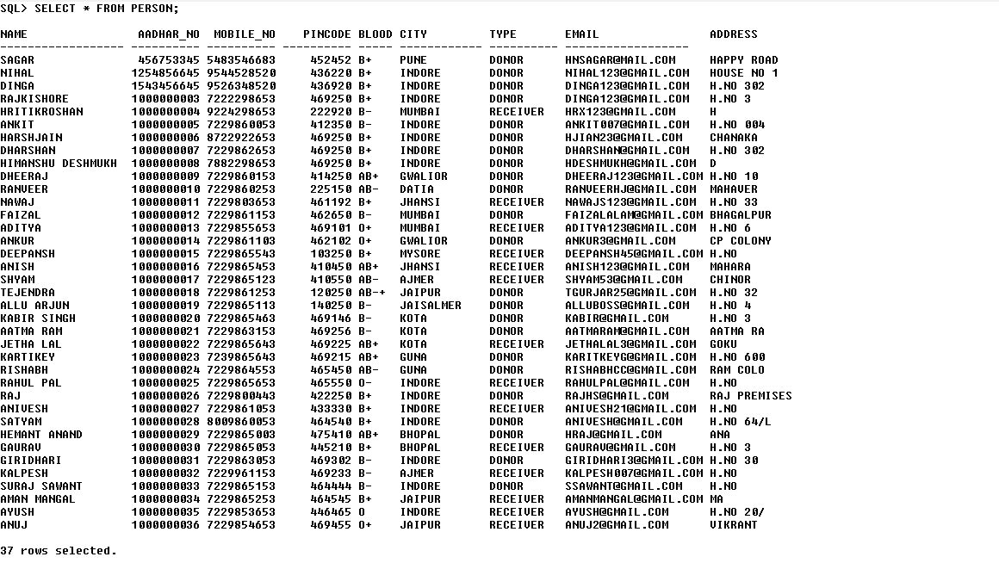 SQL> SELECT * FROM PERSON;
NAME AADHAR_NO MOBILE_NO PINCODE BLOOD CITY TYPE EMAIL ADDRESS
------------------ ---------- ---------- ---------- ----- ------------ ---------- ------------------
SAGAR 456753345 5483546683 452452 B+ PUNE DONOR HNSAGAR@MAIL.COM HAPPY ROAD
NIHAL 1254856645 9544528520 436220 B+ INDORE DONOR NIHAL123@GMAIL.COM HOUSE NO 1
DINGA 1543456645 9526348520 436920 B+ INDORE DONOR DINGA123@GMAIL.COM H.NO 302
RAJKISHORE 1000000003 7222298653 469250 B+ INDORE DONOR DINGA123@GMAIL.COM H.NO 3
HRITIKROSHAN 1000000004 9224298653 222920 B- MUMBAI RECEIVER HRX123@GMAIL.COM H
ANKIT 1000000005 7229860053 412350 B- INDORE DONOR ANKIT007@GMAIL.COM H.NO 004
HARSHJAIN 1000000006 8722922653 469250 B+ INDORE DONOR HJIAN23@GMAIL.COM CHANAKA
DHARSHAN 1000000007 7229862653 469250 B+ INDORE DONOR DHARSHAN@GMAIL.COM H.NO 302
HIMANSHU DESHMUKH 1000000008 7882298653 469250 B+ INDORE DONOR HDESHMUKH@GMAIL.COM D
DHEERAJ 1000000009 7229860153 414250 AB+ GWALIOR DONOR DHEERAJ123@GMAIL.COM H.NO 10
RANVEER 1000000010 7229860253 225150 AB- DATIA DONOR RANVEERHJ@GMAIL.COM MAHAVER
NAWAJ 1000000011 7229803653 461192 B+ JHANSI RECEIVER NAWAJS123@GMAIL.COM H.NO 33
FAIZAL 1000000012 7229861153 462650 B- MUMBAI DONOR FAIZALALAM@GMAIL.COM BHAGALPUR
ADITYA 1000000013 7229855653 469101 O+ MUMBAI RECEIVER ADITYA123@GMAIL.COM H.NO 6
ANKUR 1000000014 7229861103 462102 O+ GWALIOR DONOR ANKUR3@GMAIL.COM CP COLONY
DEEPANSH 1000000015 7229865543 103250 B+ MYSORE RECEIVER DEEPANSH45@GMAIL.COM H.NO
ANISH 1000000016 7229865453 410450 AB+ JHANSI RECEIVER ANISH123@GMAIL.COM MAHARA
SHYAM 1000000017 7229865123 410550 AB- AJMER RECEIVER SHYAM53@GMAIL.COM CHINOR
TEJENDRA 1000000018 7229861253 120250 AB-+ JAIPUR DONOR TGURJAR25@GMAIL.COM H.NO 32
ALLU ARJUN 1000000019 7229865113 140250 B- JAISALMER DONOR ALLUBOSS@GMAIL.COM H.NO 4
KABIR SINGH 1000000020 7229865463 469146 B- KOTA DONOR KABIR@GMAIL.COM H.NO 3
AATMA RAM 1000000021 7229863153 469256 B- KOTA DONOR AATMARAM@GMAIL.COM AATMA RA
JETHA LAL 1000000022 7229865643 469225 AB+ KOTA RECEIVER JETHALAL3@GMAIL.COM GOKU
KARTIKEY 1000000023 7239865643 469215 AB+ GUNA DONOR KARITKEYG@GMAIL.COM H.NO 600
RISHABH 1000000024 7229864553 465450 AB- GUNA DONOR RISHABHCC@GMAIL.COM RAM COLO
RAHUL PAL 1000000025 7229865653 465550 O- INDORE RECEIVER RAHULPAL@GMAIL.COM H.NO
RAJ 1000000026 7229800443 422250 B+ INDORE DONOR RAJHS@GMAIL.COM RAJ PREMISES
ANIVESH 1000000027 7229861053 433330 B+ INDORE RECEIVER ANIVESH21@GMAIL.COM H.NO
SATYAM 1000000028 8009860053 464540 B+ INDORE DONOR ANIVESH@GMAIL.COM H.NO 64/L
HEMANT ANAND 1000000029 7229865003 475410 AB+ BHOPAL DONOR HRAJ@GMAIL.COM ANA
GAURAV 1000000030 7229865053 445210 B+ BHOPAL RECEIVER GAURAV@GMAIL.COM H.NO 3
GIRIDHARI 1000000031 7229863053 469302 B- INDORE DONOR GIRIDHARI3@GMAIL.COM H.NO 30
KALPESH 1000000032 7229961153 469233 B- AJMER RECEIVER KALPESH007@GMAIL.COM H.NO
SURAJ SAWANT 1000000033 7229865153 464444 B- INDORE DONOR SSAWANT@GMAIL.COM H.NO
AMAN MANGAL 1000000034 7229865253 464545 B+ JAIPUR RECEIVER AMANMANGAL@GMAIL.COM MA
AYUSH 1000000035 7229853653 446465 O INDORE RECEIVER AYUSH@GMAIL.COM H.NO 20/
ANUJ 1000000036 7229854653 469455 O+ JAIPUR RECEIVER ANUJ2@GMAIL.COM VIKRANT
37 rows selected.